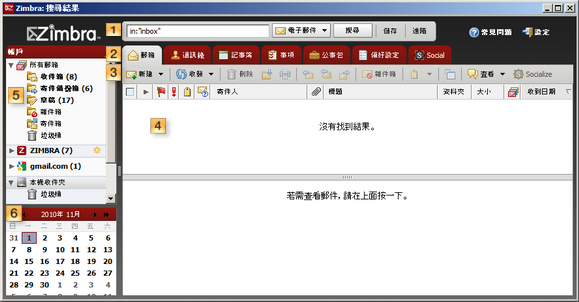 Zimbra: 搜尋結果
Zimbra
1
in:"inbox"
電子郵件
搜尋
儲存
進階
常見問題
設定
帳戶
2
郵箱
通訊錄
記事簿
事項
公事包
偏好設定
Social
3
新建
收發
刪除
雜件箱
查看
Socialize
所有郵箱
收件箱 (8)
寄件備份箱 (6)
草稿 (17)
雜件箱
寄件箱
垃圾桶
5
ZIMBRA (7)
gmail.com (1)
本機收件夾
垃圾桶
寄件人
標題
資料夾
大小
收到日期
4
沒有找到結果。
若需查看郵件, 請在上面按一下。
6
2010年 11月
日 一 二 三 四 五 六
31 1 2 3 4 5 6
7 8 9 10 11 12 13
14 15 16 17 18 19 20
21 22 23 24 25 26 27
28 29 30 1 2 3 4